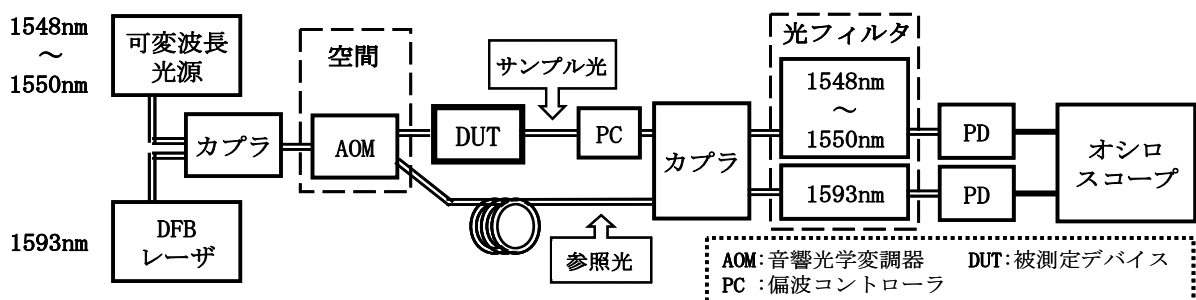 1548nm
～
1550nm
可変波長
光源
カプラ
DFB
レーザ
1593nm
空間
AOM
DUT
サンプル光
PC
参照光
カプラ
光フィルタ
1548nm
～
1550nm
1593nm
PD
PD
オシロ
スコープ
AOM:音響光学変調器 DUT:被測定デバイス
PC :偏波コントローラ